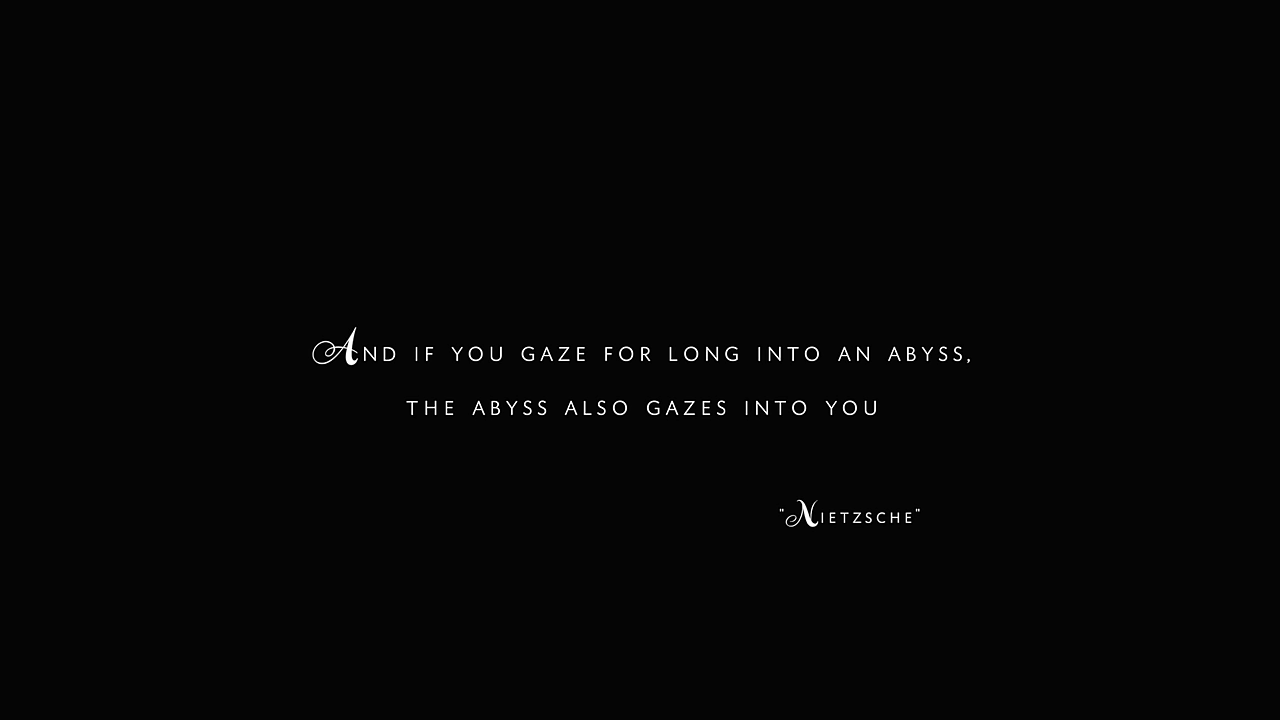 And if you gaze for long into an abyss,
the abyss also gazes into you
"Nietzsche"